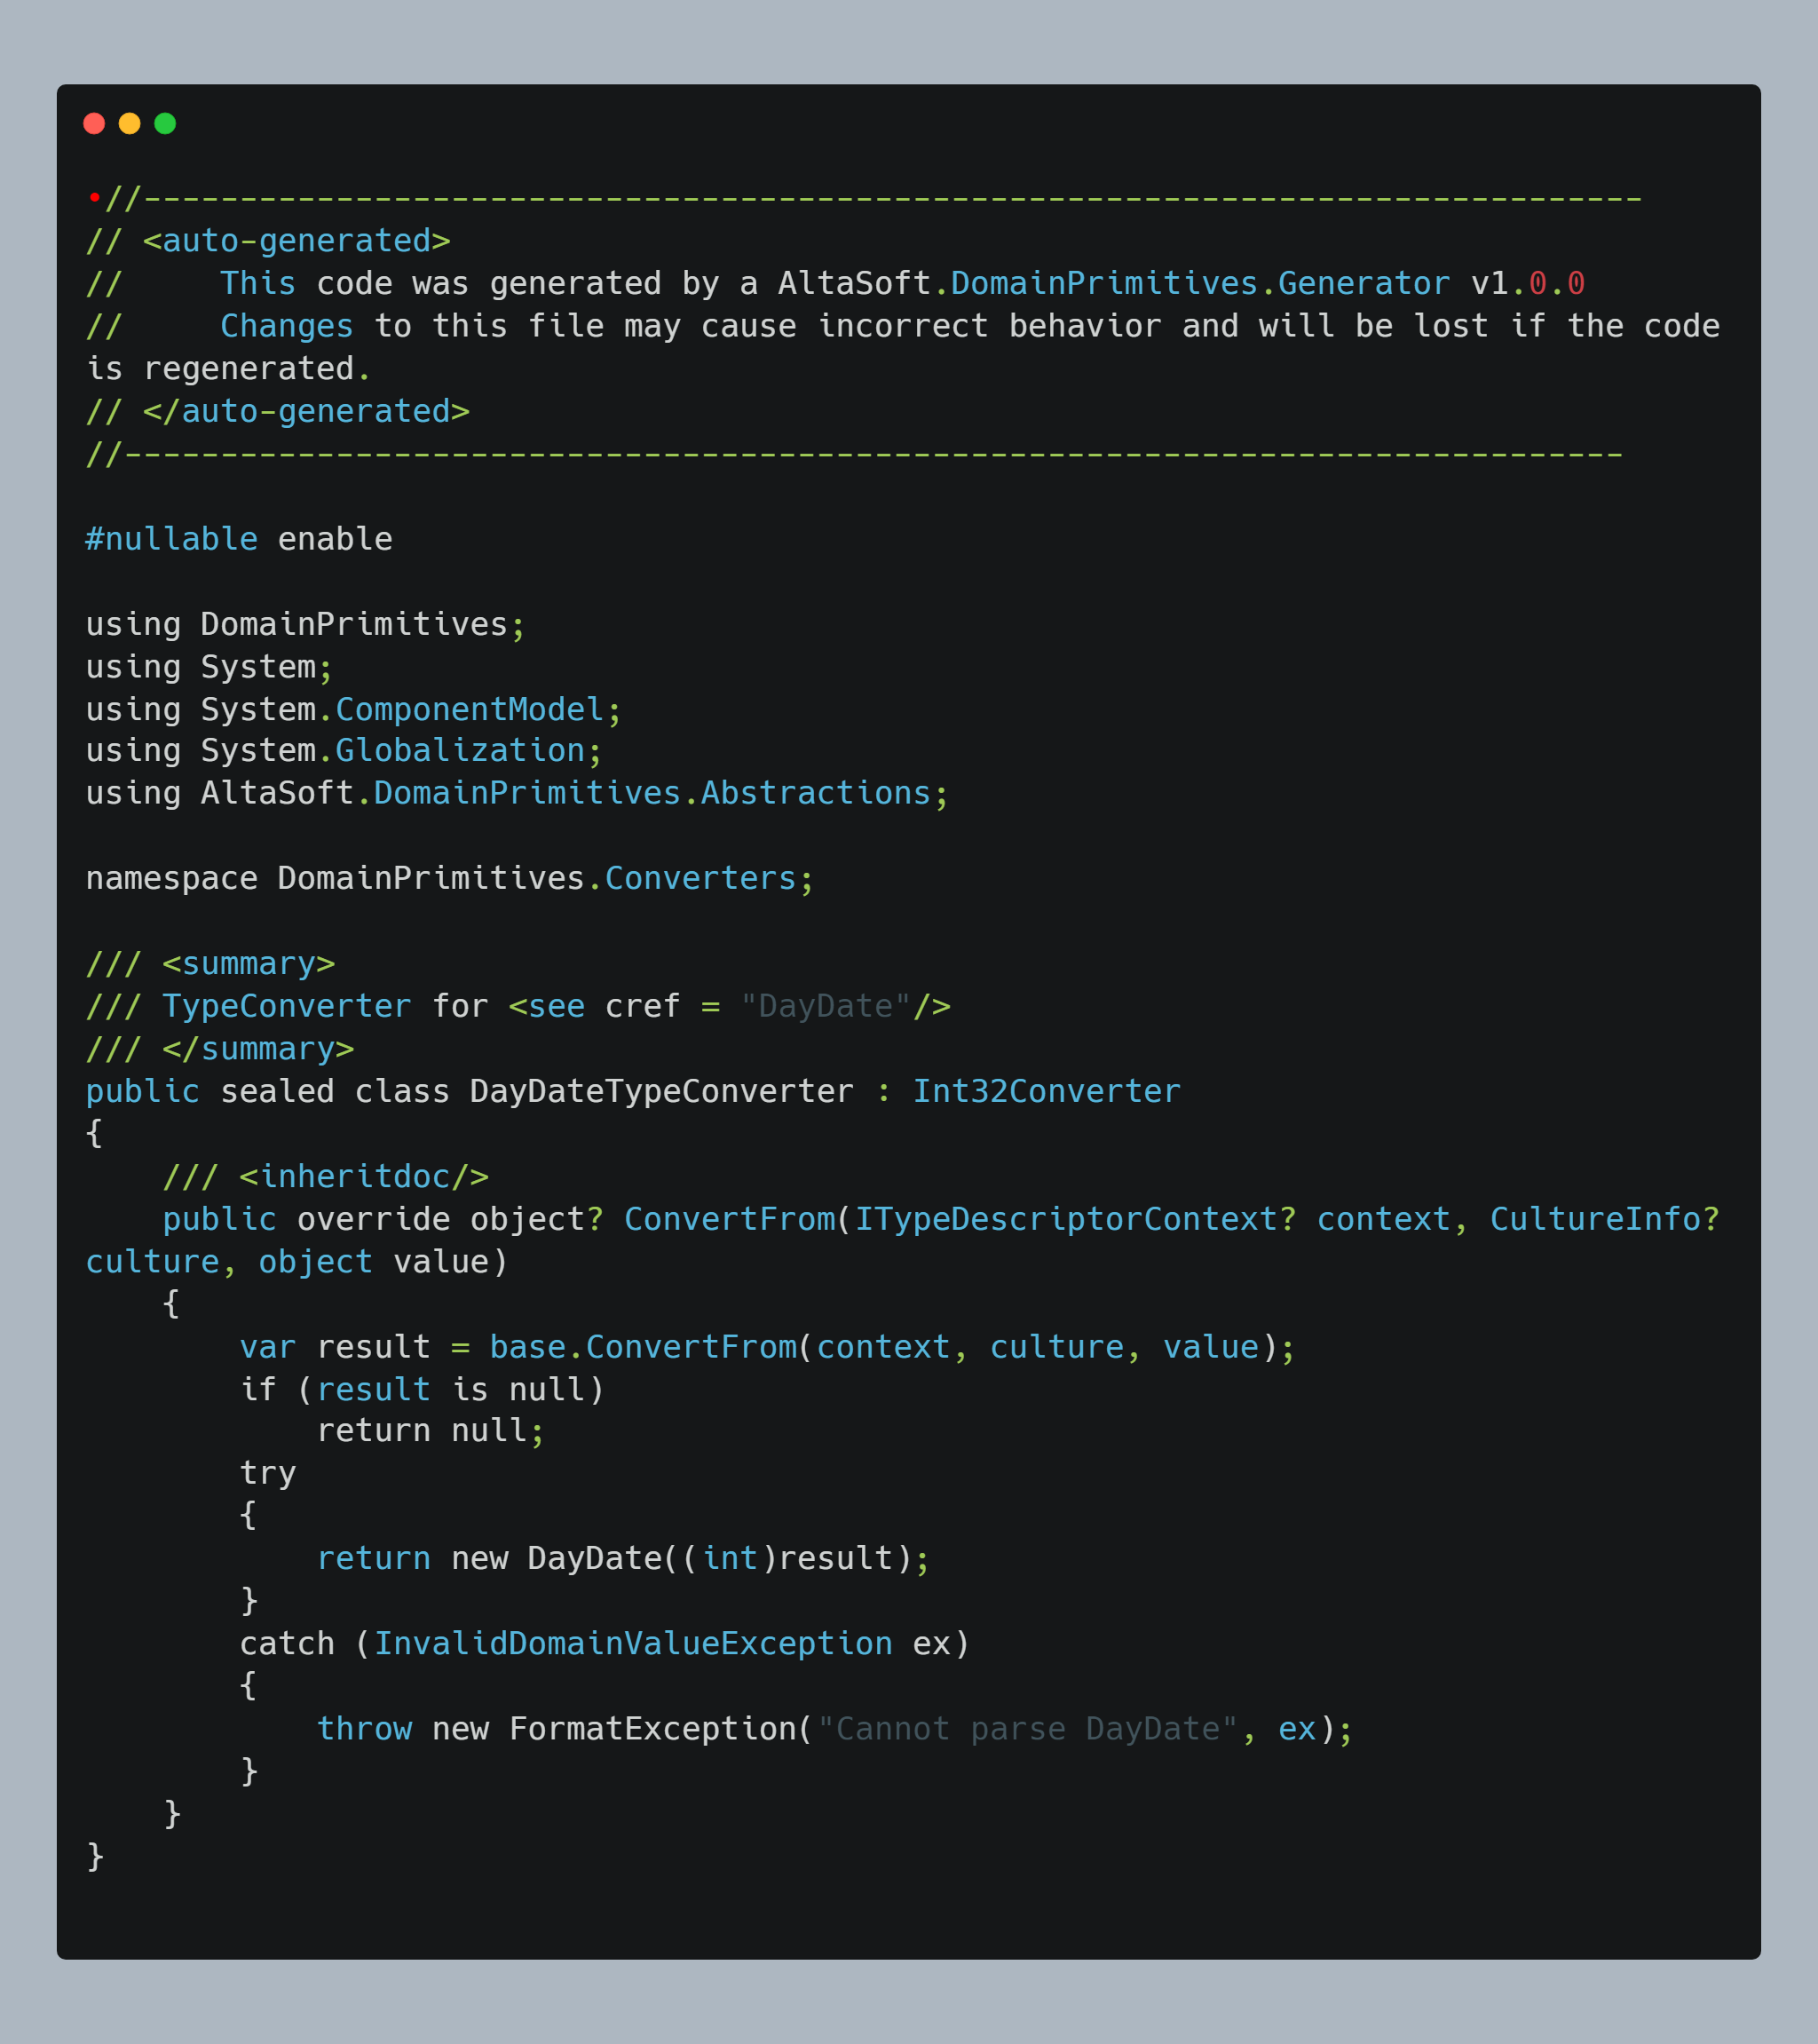 •//------------------------------------------------------------------------------
// <auto-generated>
//     This code was generated by a AltaSoft.DomainPrimitives.Generator v1.0.0
//     Changes to this file may cause incorrect behavior and will be lost if the code
is regenerated.
// </auto-generated>
//------------------------------------------------------------------------------

#nullable enable

using DomainPrimitives;
using System;
using System.ComponentModel;
using System.Globalization;
using AltaSoft.DomainPrimitives.Abstractions;

namespace DomainPrimitives.Converters;

/// <summary>
/// TypeConverter for <see cref = "DayDate"/>
/// </summary>
public sealed class DayDateTypeConverter : Int32Converter
{
    /// <inheritdoc/>
    public override object? ConvertFrom(ITypeDescriptorContext? context, CultureInfo?
culture, object value)
    {
        var result = base.ConvertFrom(context, culture, value);
        if (result is null)
            return null;
        try
        {
            return new DayDate((int)result);
        }
        catch (InvalidDomainValueException ex)
        {
            throw new FormatException("Cannot parse DayDate", ex);
        }
    }
}